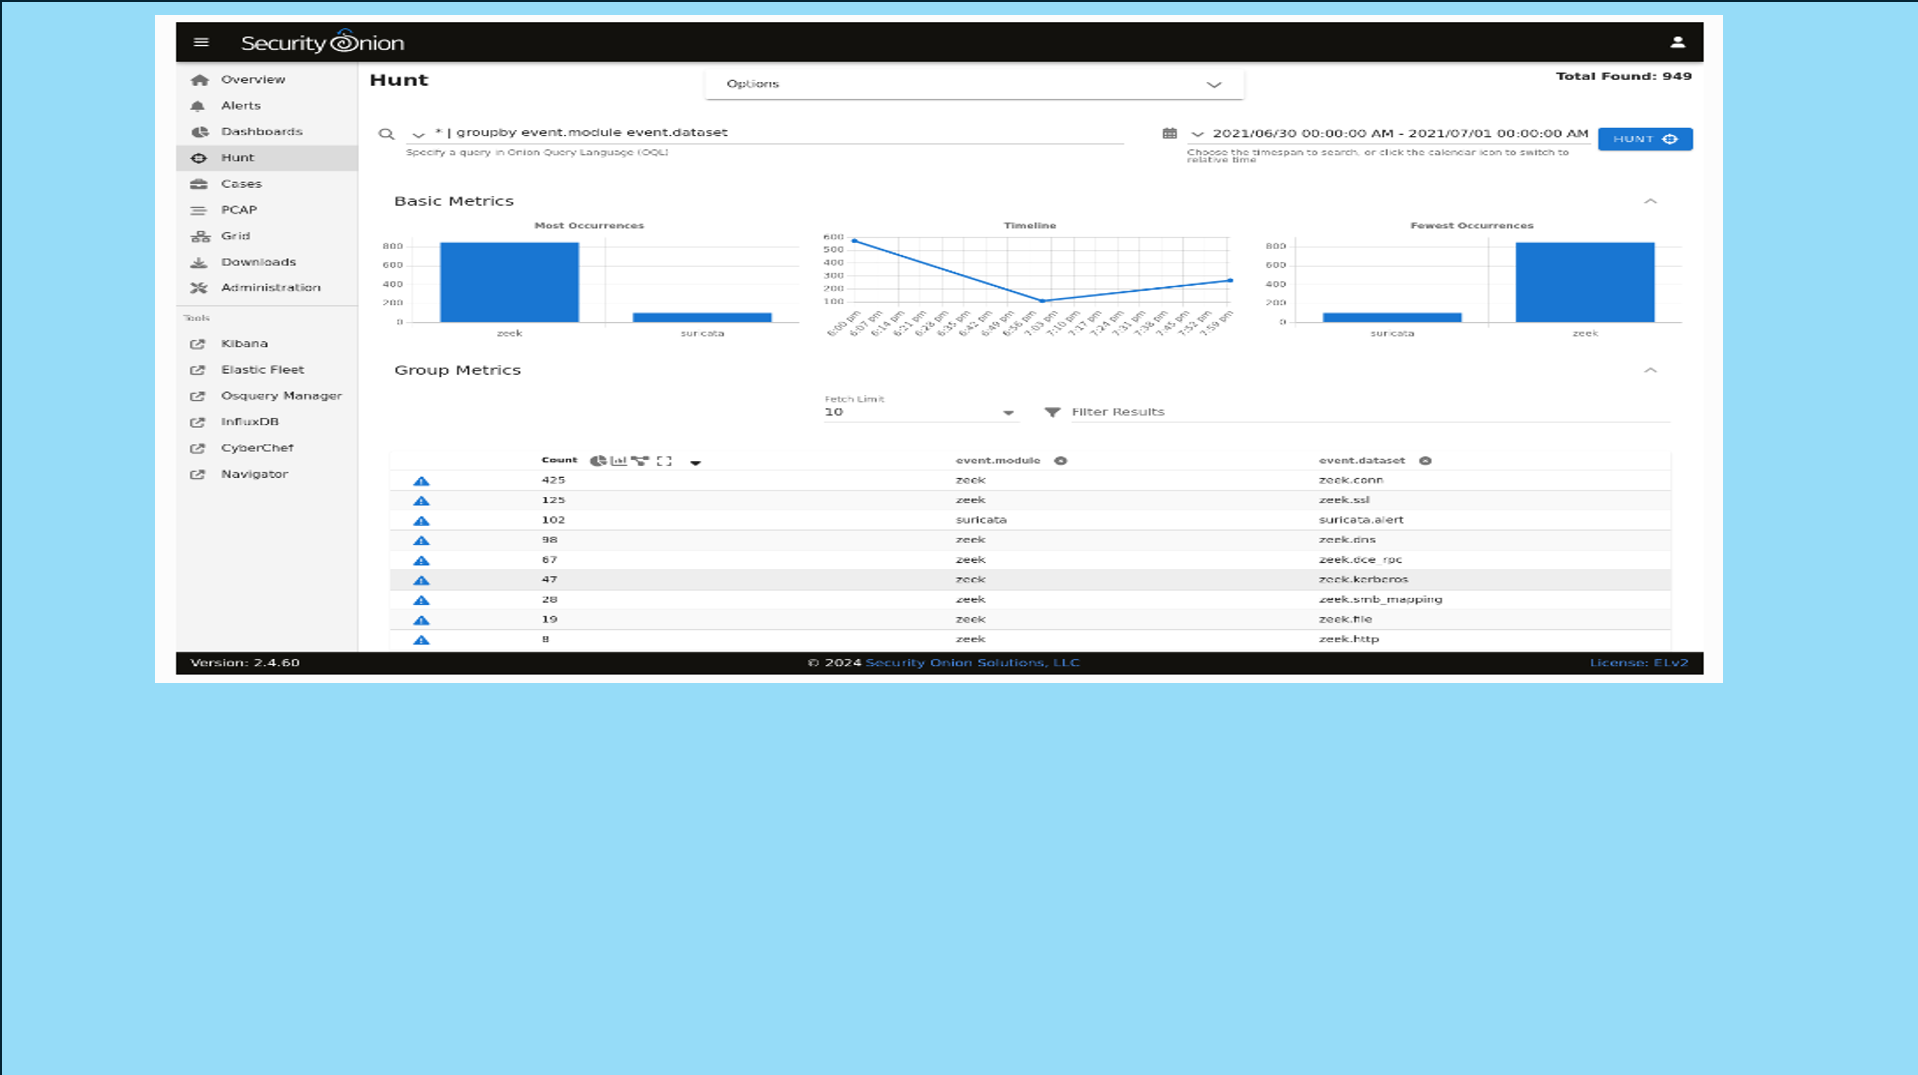 Security Onion
Overview
Alerts
Dashboards
Hunt
Cases
PCAP
Grid
Downloads
Administration
Tools
Kibana
Elastic Fleet
Osquery Manager
InfluxDB
CyberChef
Navigator
Hunt
Options
Total Found: 949
* | groupby event.module event.dataset
Specify a query in Onion Query Language (OQL)
2021/06/30 00:00:00 AM - 2021/07/01 00:00:00 AM
HUNT
Choose the timespan to search, or click the calendar icon to switch to
relative time
Basic Metrics
Most Occurrences
800
600
400
200
0
zeek suricata
Timeline
600
500
400
300
200
100
6:00 pm 6:07 pm 6:14 pm 6:21 pm 6:28 pm 6:35 pm 6:42 pm 6:49 pm 6:56 pm 7:03 pm 7:10 pm 7:17 pm 7:24 pm 7:31 pm 7:38 pm 7:45 pm 7:52 pm 7:59 pm
Fewest Occurrences
800
600
400
200
0
suricata zeek
Group Metrics
Fetch Limit
10
Filter Results
Count event.module event.dataset
425 zeek zeek.conn
125 zeek zeek.ssl
102 suricata suricata.alert
98 zeek zeek.dns
67 zeek zeek.dce_rpc
47 zeek zeek.kerberos
28 zeek zeek.smb_mapping
19 zeek zeek.file
8 zeek zeek.http
Version: 2.4.60
© 2024 Security Onion Solutions, LLC
License: ELv2